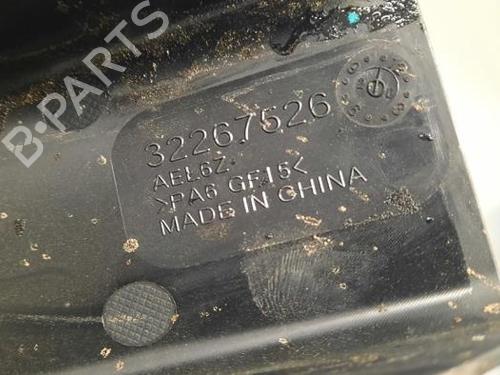 B-PARTS
32267526
AEL6Z
>PA6 GF15<
MADE IN CHINA